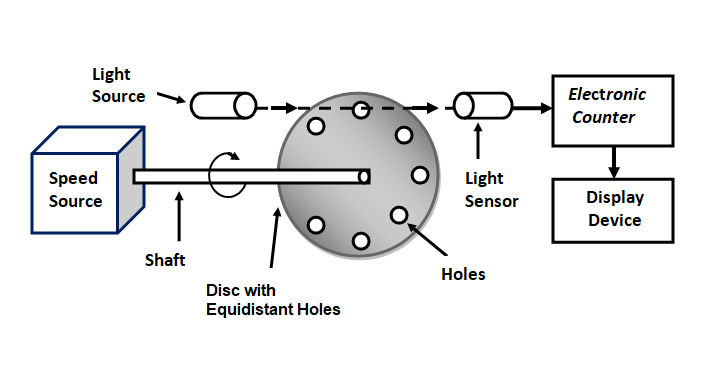 Light
Source
Electronic
Counter
Speed
Source
Light
Sensor
Display
Device
Shaft
Holes
Disc with
Equidistant Holes